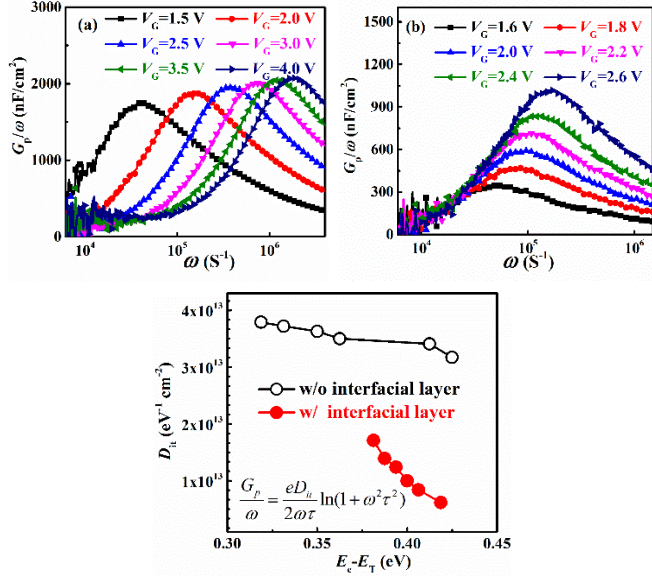 (a) V_G=1.5 V V_G=2.0 V
V_G=2.5 V V_G=3.0 V
V_G=3.5 V V_G=4.0 V
3000
2000
1000
0
G_p/ω (nF/cm²)
10⁴ 10⁵ 10⁶
ω (S⁻¹)
(b) V_G=1.6 V V_G=1.8 V
V_G=2.0 V V_G=2.2 V
V_G=2.4 V V_G=2.6 V
1500
1200
900
600
300
0
G_p/ω (nF/cm²)
10⁴ 10⁵ 10⁶
ω (S⁻¹)
4x10¹³
3x10¹³
2x10¹³
1x10¹³
D_it (eV⁻¹ cm⁻²)
w/o interfacial layer
w/ interfacial layer
G_p/ω = eD_it/2ωτ ln(1+ω²τ²)
0.30 0.35 0.40 0.45
E_c-E_T (eV)